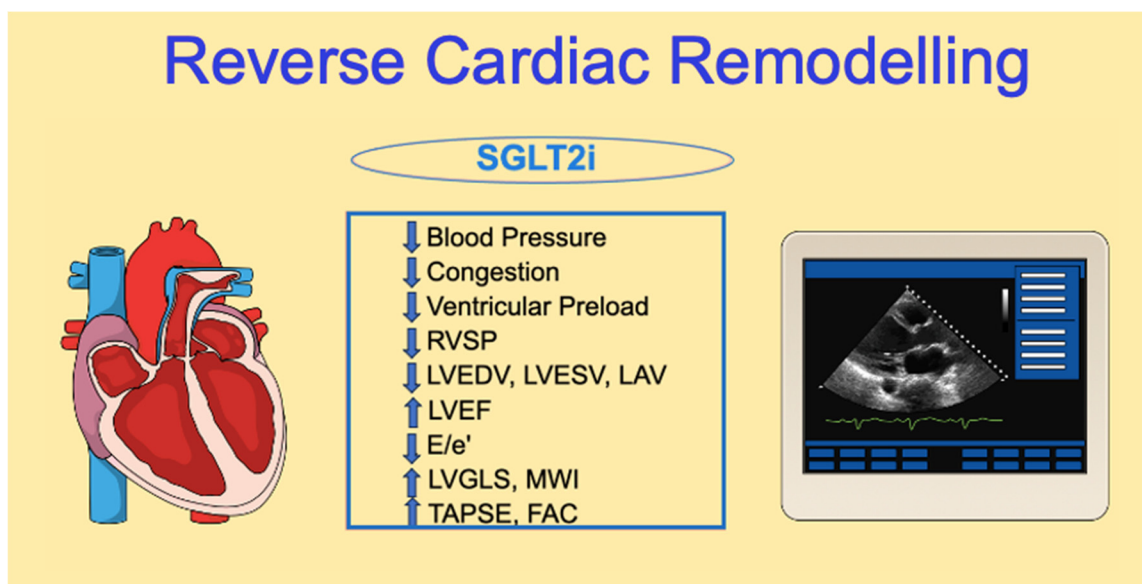 Reverse Cardiac Remodelling
SGLT2i
↓ Blood Pressure
↓ Congestion
↓ Ventricular Preload
↓ RVSP
↓ LVEDV, LVESV, LAV
↑ LVEF
↓ E/e'
↑ LVGLS, MWI
↑ TAPSE, FAC